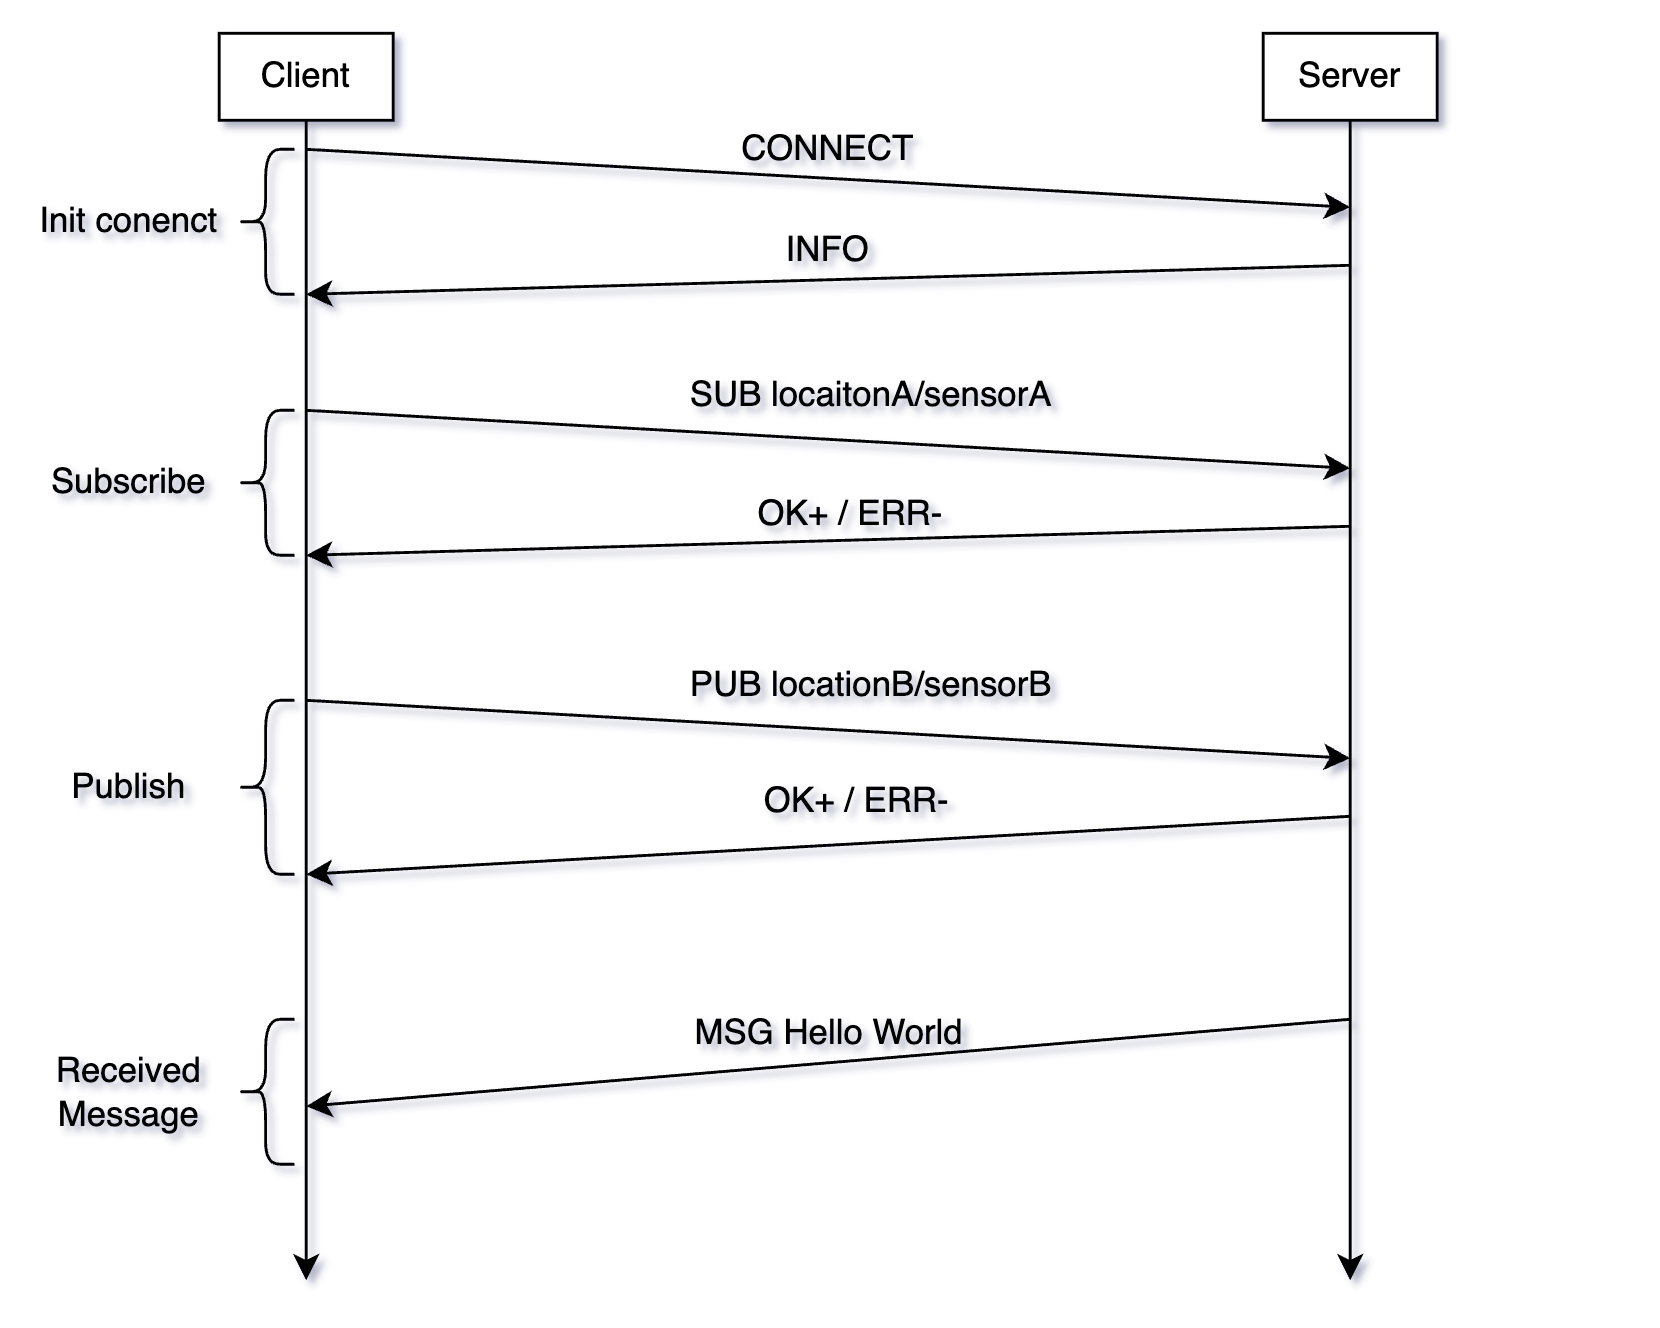 Client
Server
CONNECT
Init conenct
INFO
SUB locaitonA/sensorA
Subscribe
OK+ / ERR-
PUB locationB/sensorB
Publish
OK+ / ERR-
MSG Hello World
Received
Message